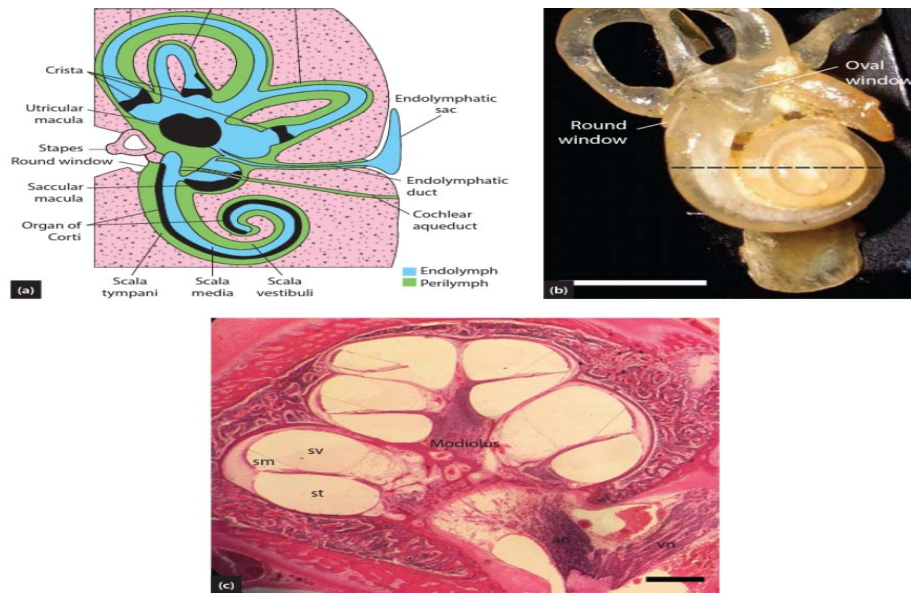 Crista
Utricular
macula
Stapes
Round window
Saccular
macula
Organ of
Corti
Scala
tympani
Scala
media
Scala
vestibuli
Endolymphatic
sac
Endolymphatic
duct
Cochlear
aqueduct
Endolymph
Perilymph
(a)
Oval
window
Round
window
(b)
Modiolus
sv
sm
st
an
vn
(c)